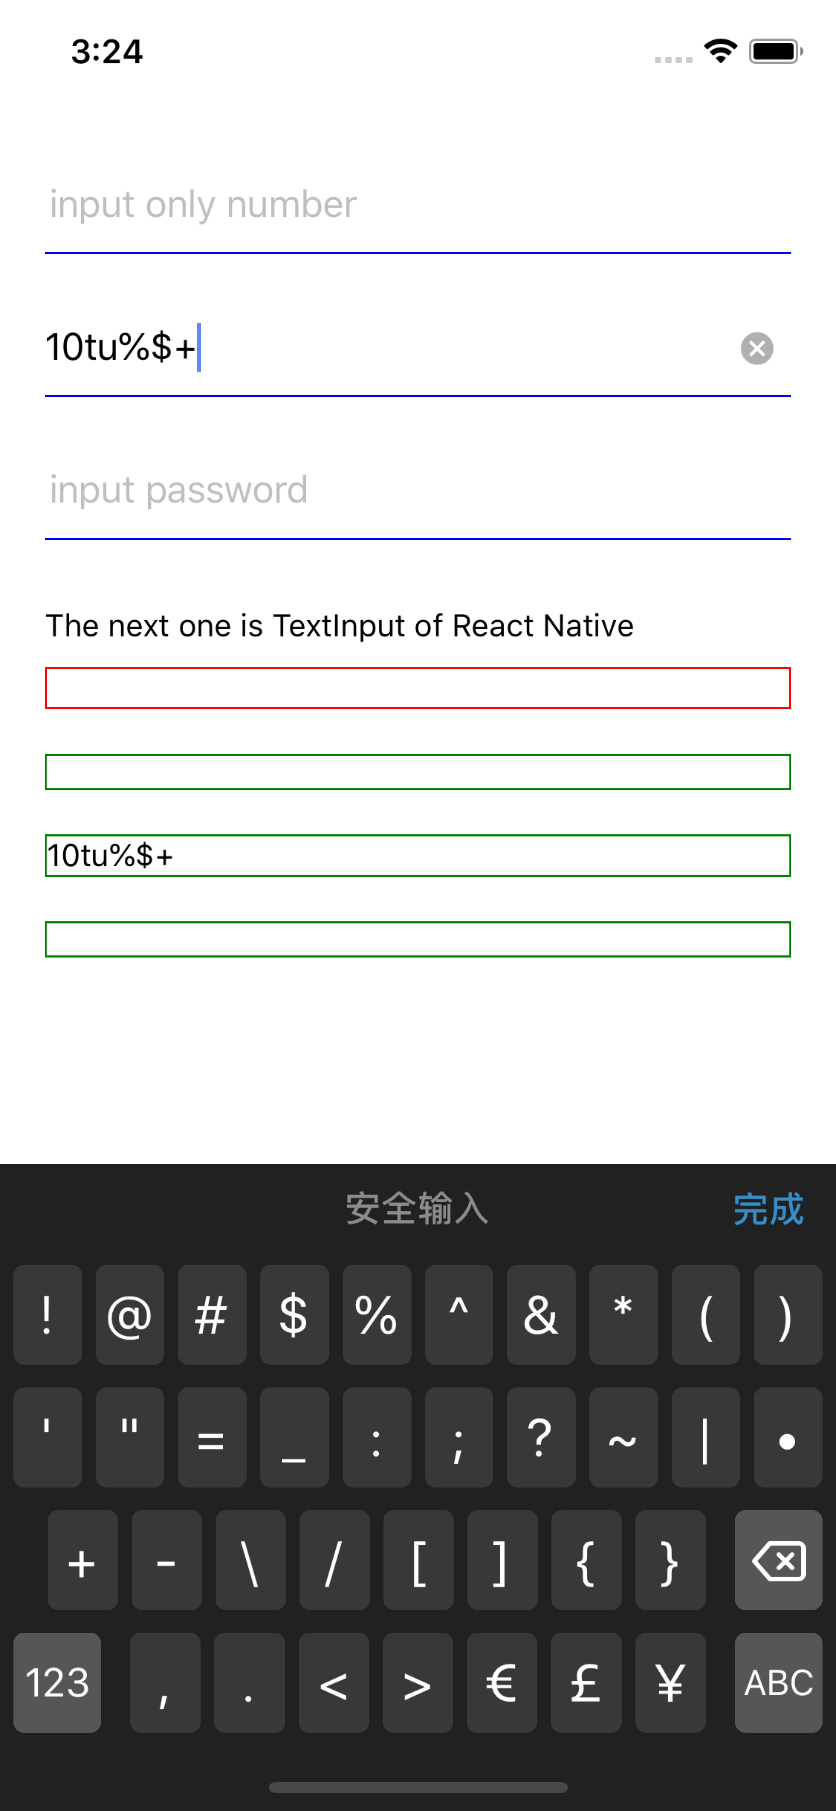 3:24
input only number
10tu%$+
input password
The next one is TextInput of React Native
10tu%$+
安全输入 完成
! @ # $ % ^ & * ( )
' " = _ : ; ? ~ | •
+ - \ / [ ] { }
123 , . < > € £ ¥ ABC